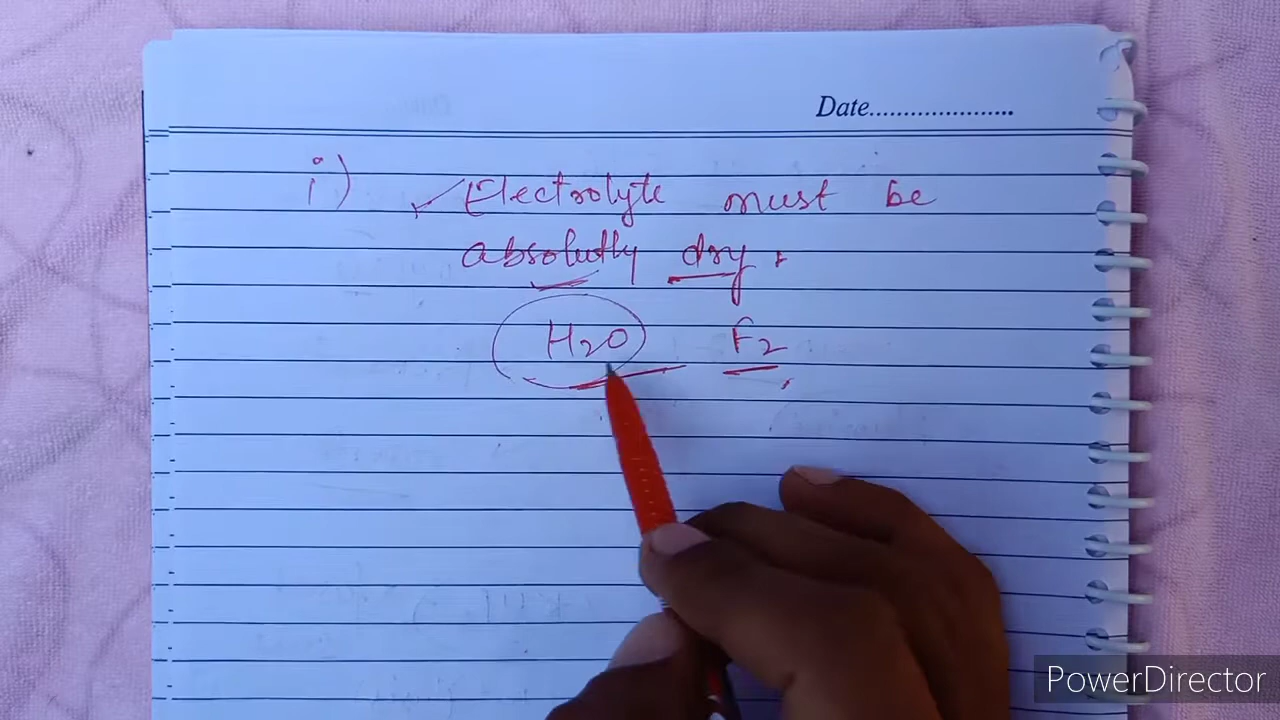 Date.....................
i) ✓ Electrolyte must be
absolutly dry.
H2O F2
PowerDirector